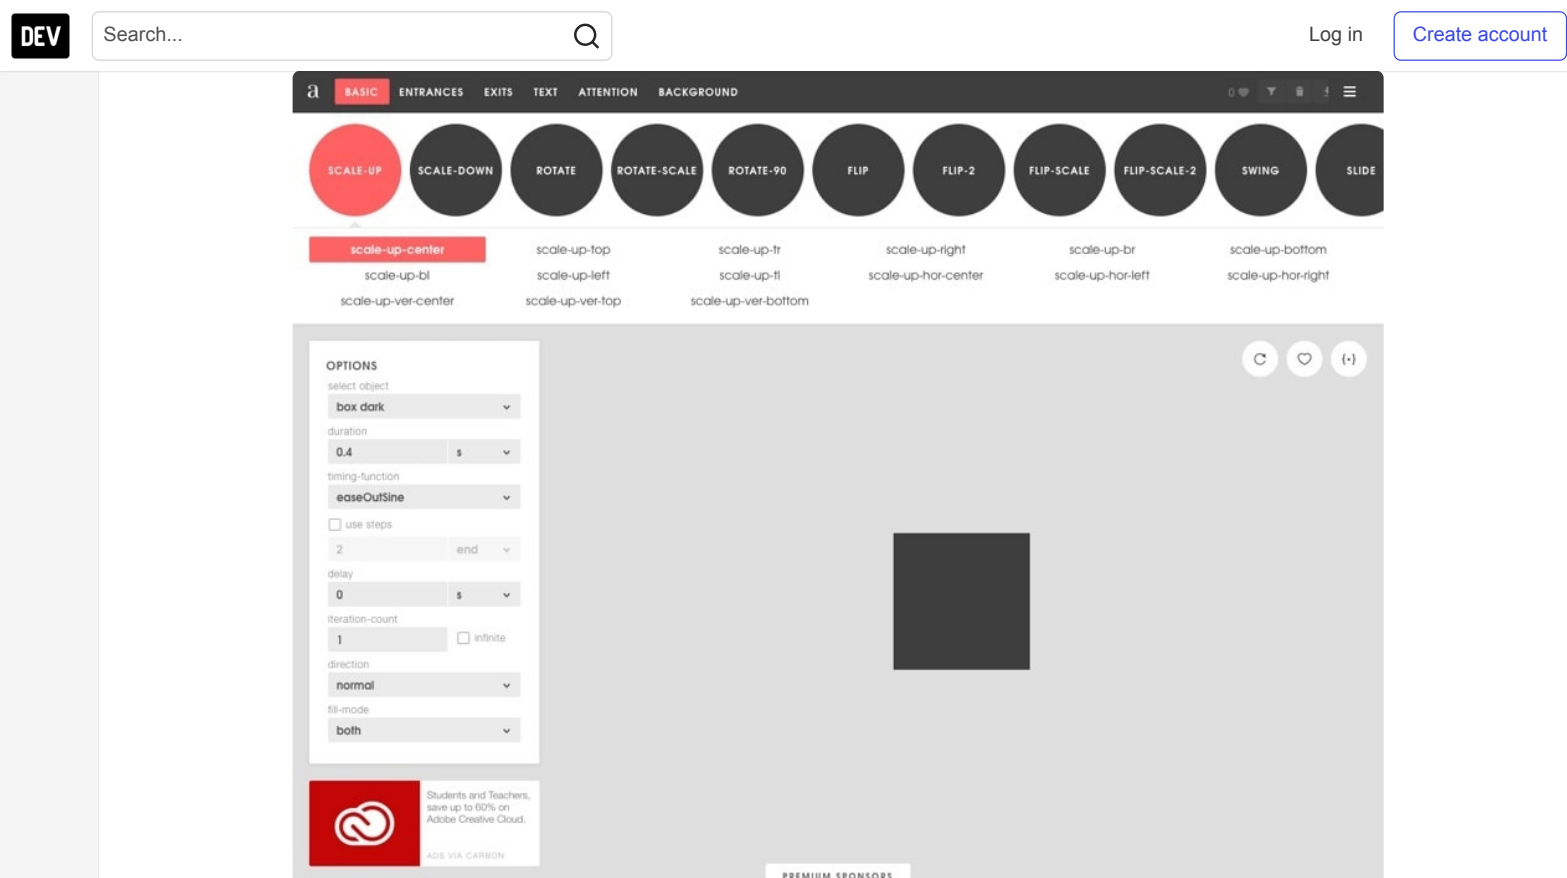 DEV
Search...
Log in
Create account
a BASIC ENTRANCES EXITS TEXT ATTENTION BACKGROUND
0
SCALE-UP SCALE-DOWN ROTATE ROTATE-SCALE ROTATE-90 FLIP FLIP-2 FLIP-SCALE FLIP-SCALE-2 SWING SLIDE
scale-up-center scale-up-top scale-up-tr scale-up-right scale-up-br scale-up-bottom
scale-up-bl scale-up-left scale-up-tl scale-up-hor-center scale-up-hor-left scale-up-hor-right
scale-up-ver-center scale-up-ver-top scale-up-ver-bottom
OPTIONS
select object
box dark
duration
0.4 s
timing-function
easeOutSine
use steps
2 end
delay
0 s
iteration-count
1 infinite
direction
normal
fill-mode
both
{•}
Students and Teachers,
save up to 60% on
Adobe Creative Cloud.
ADS VIA CARBON
PREMIUM SPONSORS